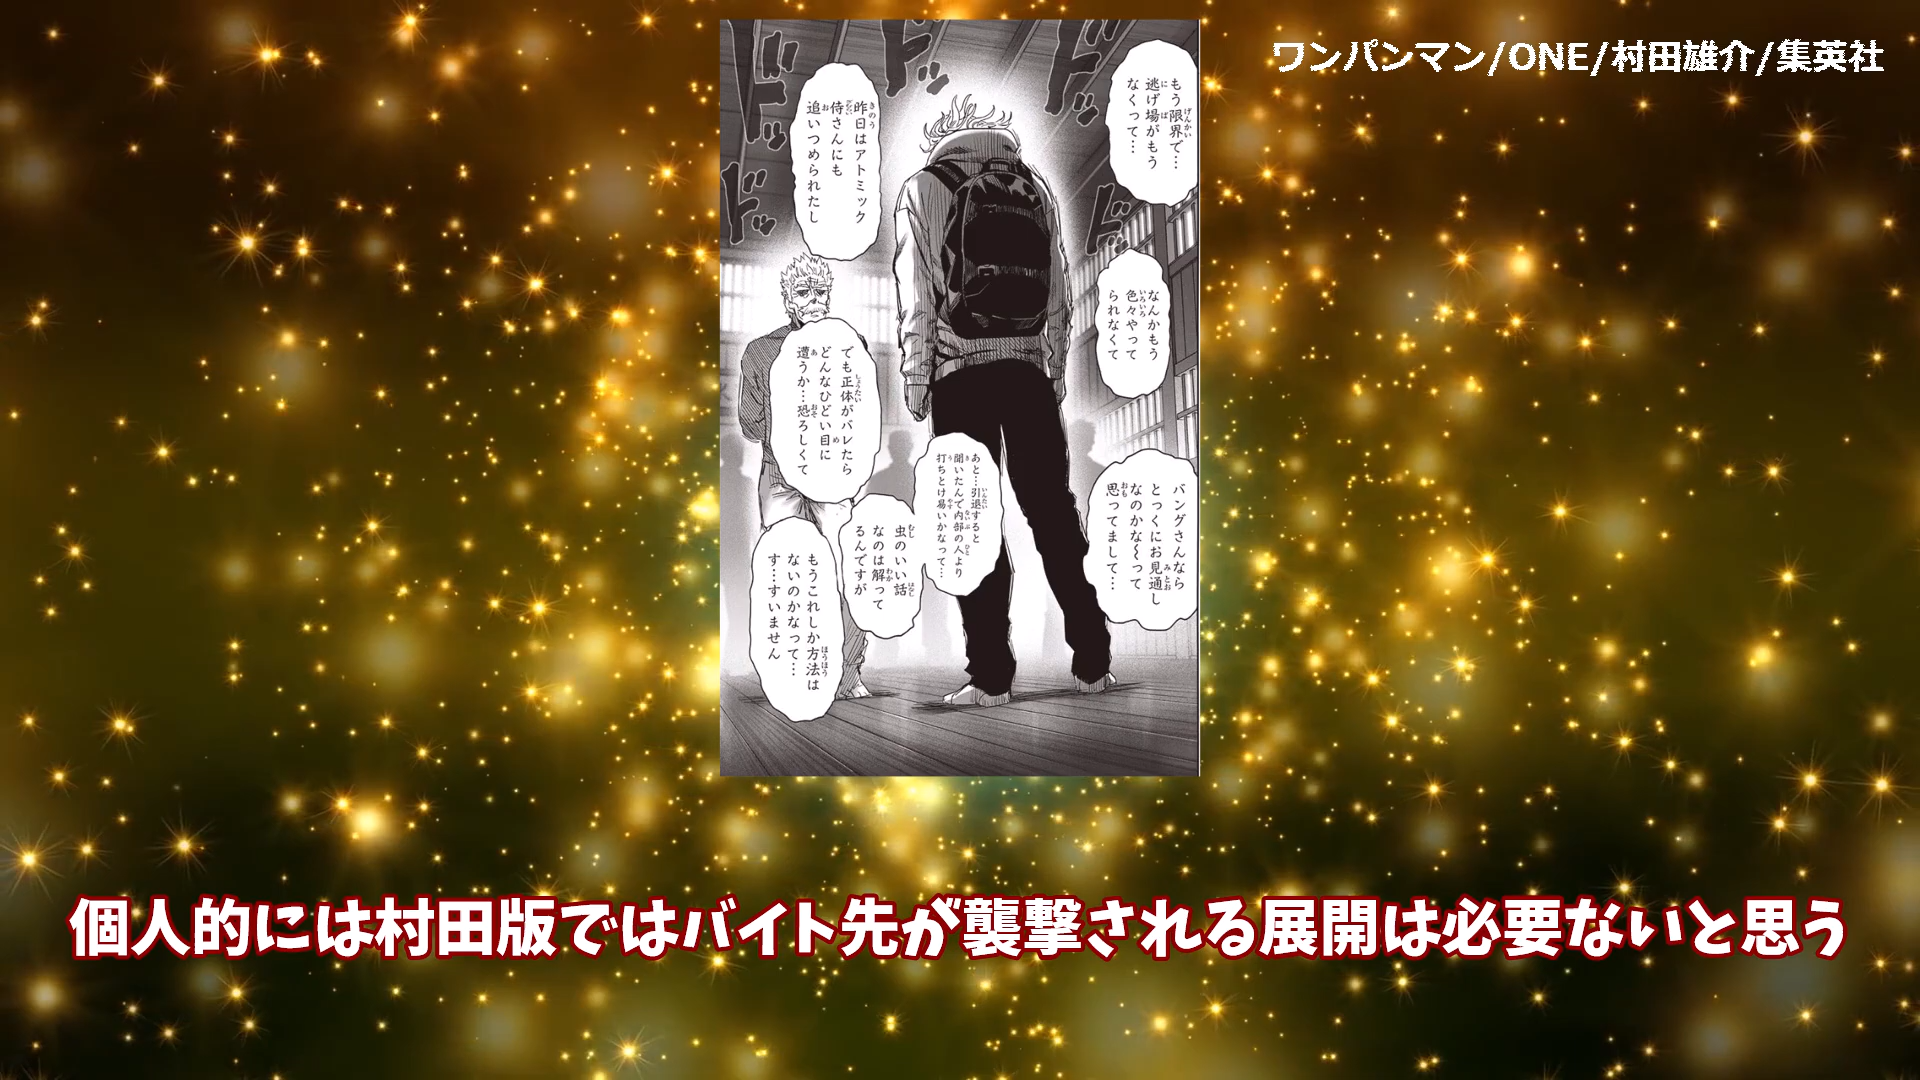 ワンパンマン/ONE/村田雄介/集英社
もう限界で…
逃げ場がもう
なくって…
なんかもう
色々やって
られなくて
バングさんなら
とっくにお見通し
なのかな～って
思ってまして…
昨日はアトミック
侍さんにも
追いつめられたし
でも正体がバレたら
どんなひどい目に
遭うか…恐ろしくて
あと…引退すると
聞いたんで内部の人より
打ちとけ易いかなって…
虫のいい話
なのは解って
るんですが
もうこれしか方法は
ないのかなって…
す…すいません
ドッ
ドッ
ドッ
ドッ
ドッ
個人的には村田版ではバイト先が襲撃される展開は必要ないと思う